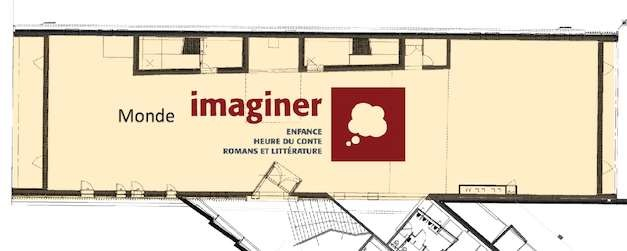 Monde imaginer
ENFANCE
HEURE DU CONTE
ROMANS ET LITTÉRATURE